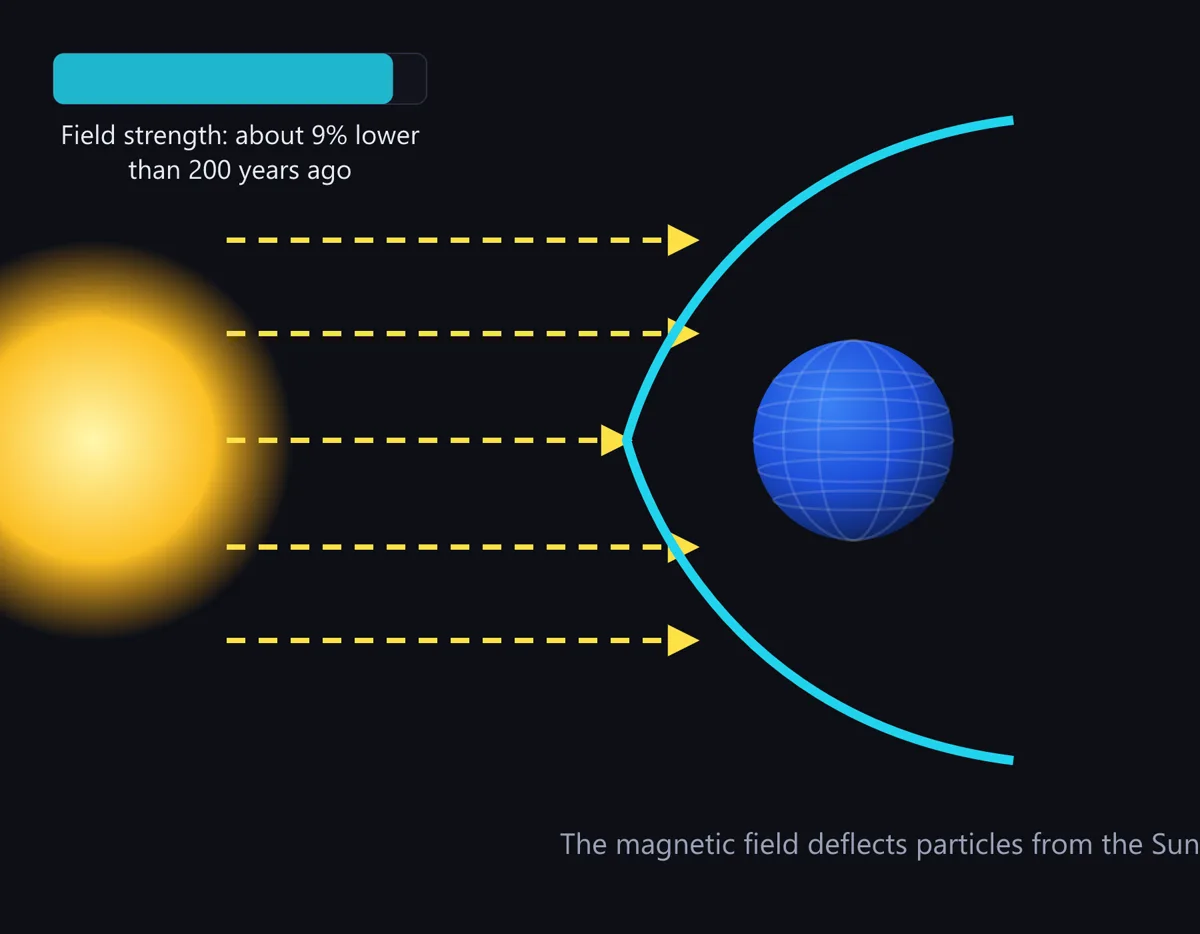 Field strength: about 9% lower
than 200 years ago
The magnetic field deflects particles from the Sun